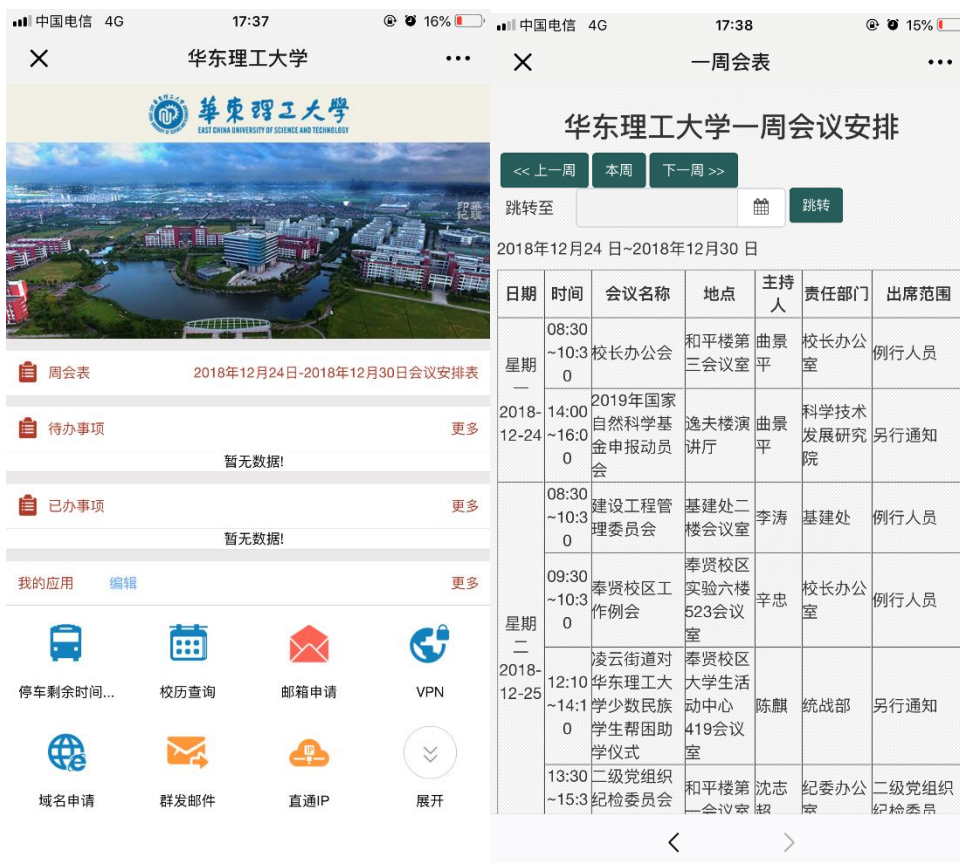 中国电信 4G 17:37 16%
华东理工大学
華東理工大學
EAST CHINA UNIVERSITY OF SCIENCE AND TECHNOLOGY
周会表 2018年12月24日-2018年12月30日会议安排表
待办事项 更多
暂无数据!
已办事项 更多
暂无数据!
我的应用 编辑 更多
停车剩余时间... 校历查询 邮箱申请 VPN
域名申请 群发邮件 直通IP 展开
中国电信 4G 17:38 15%
一周会表
华东理工大学一周会议安排
<< 上一周 本周 下一周 >>
跳转至 跳转
2018年12月24 日~2018年12月30 日
日期 时间 会议名称 地点 主持人 责任部门 出席范围
星期一 2018-12-24 08:30~10:30 校长办公会 和平楼第三会议室 曲景平 校长办公室 例行人员
14:00~16:00 2019年国家自然科学基金申报动员会 逸夫楼演讲厅 曲景平 科学技术发展研究院 另行通知
星期二 2018-12-25 08:30~10:30 建设工程管理委员会 基建处二楼会议室 李涛 基建处 例行人员
09:30~10:30 奉贤校区工作例会 奉贤校区实验六楼523会议室 辛忠 校长办公室 例行人员
12:10~14:10 凌云街道对华东理工大学少数民族学生帮困助学仪式 奉贤校区大学生活动中心419会议室 陈麒 统战部 另行通知
13:30~15:3 二级党组织纪检委员会 和平楼第一会议室 沈志超 纪委办公室 二级党组织纪检委员